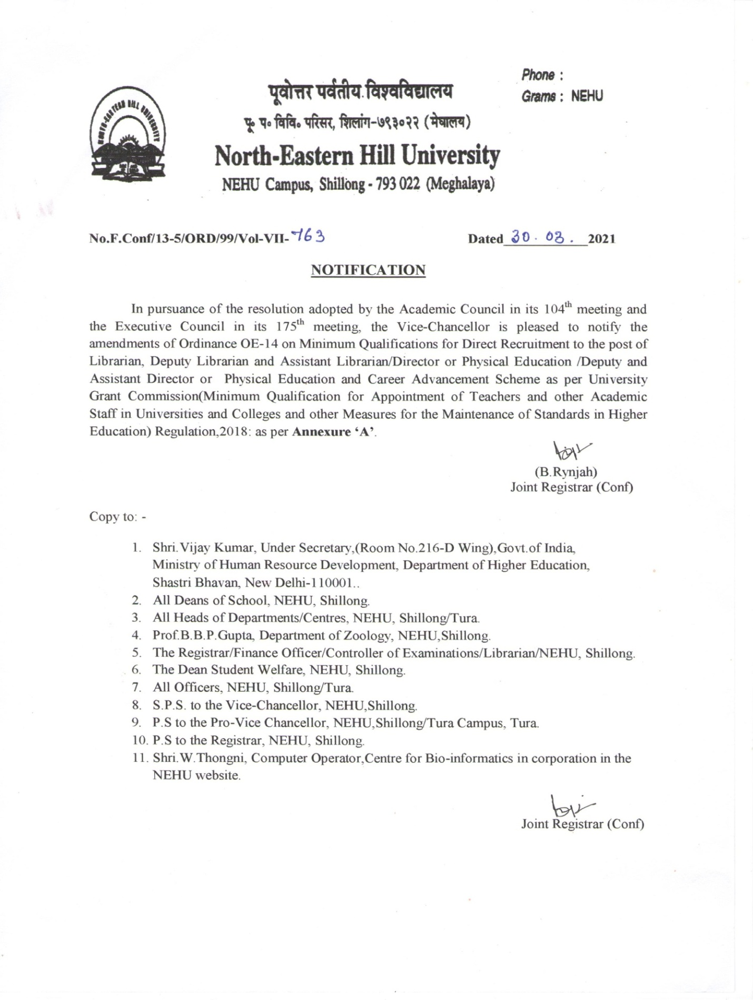 Phone :
Grams : NEHU
NORTH-EASTERN HILL UNIVERSITY
पूर्वोत्तर पर्वतीय विश्वविद्यालय
पू० प० विवि० परिसर, शिलांग-७९३०२२ (मेघालय)
North-Eastern Hill University
NEHU Campus, Shillong - 793 022 (Meghalaya)
No.F.Conf/13-5/ORD/99/Vol-VII-763
Dated 30.03. 2021
NOTIFICATION
In pursuance of the resolution adopted by the Academic Council in its 104th meeting and
the Executive Council in its 175th meeting, the Vice-Chancellor is pleased to notify the
amendments of Ordinance OE-14 on Minimum Qualifications for Direct Recruitment to the post of
Librarian, Deputy Librarian and Assistant Librarian/Director or Physical Education /Deputy and
Assistant Director or Physical Education and Career Advancement Scheme as per University
Grant Commission(Minimum Qualification for Appointment of Teachers and other Academic
Staff in Universities and Colleges and other Measures for the Maintenance of Standards in Higher
Education) Regulation,2018: as per Annexure ‘A’.
(B.Rynjah)
Joint Registrar (Conf)
Copy to: -
1. Shri.Vijay Kumar, Under Secretary,(Room No.216-D Wing),Govt.of India,
Ministry of Human Resource Development, Department of Higher Education,
Shastri Bhavan, New Delhi-110001..
2. All Deans of School, NEHU, Shillong.
3. All Heads of Departments/Centres, NEHU, Shillong/Tura.
4. Prof.B.B.P.Gupta, Department of Zoology, NEHU,Shillong.
5. The Registrar/Finance Officer/Controller of Examinations/Librarian/NEHU, Shillong.
6. The Dean Student Welfare, NEHU, Shillong.
7. All Officers, NEHU, Shillong/Tura.
8. S.P.S. to the Vice-Chancellor, NEHU,Shillong.
9. P.S to the Pro-Vice Chancellor, NEHU,Shillong/Tura Campus, Tura.
10. P.S to the Registrar, NEHU, Shillong.
11. Shri.W.Thongni, Computer Operator,Centre for Bio-informatics in corporation in the
NEHU website.
Joint Registrar (Conf)